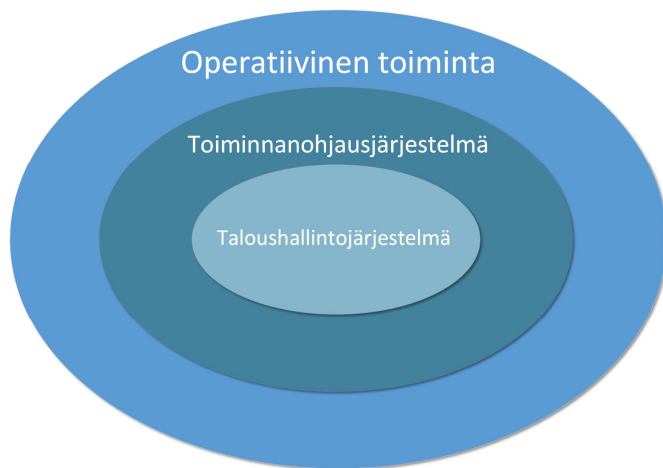 Operatiivinen toiminta
Toiminnanohjausjärjestelmä
Taloushallintojärjestelmä